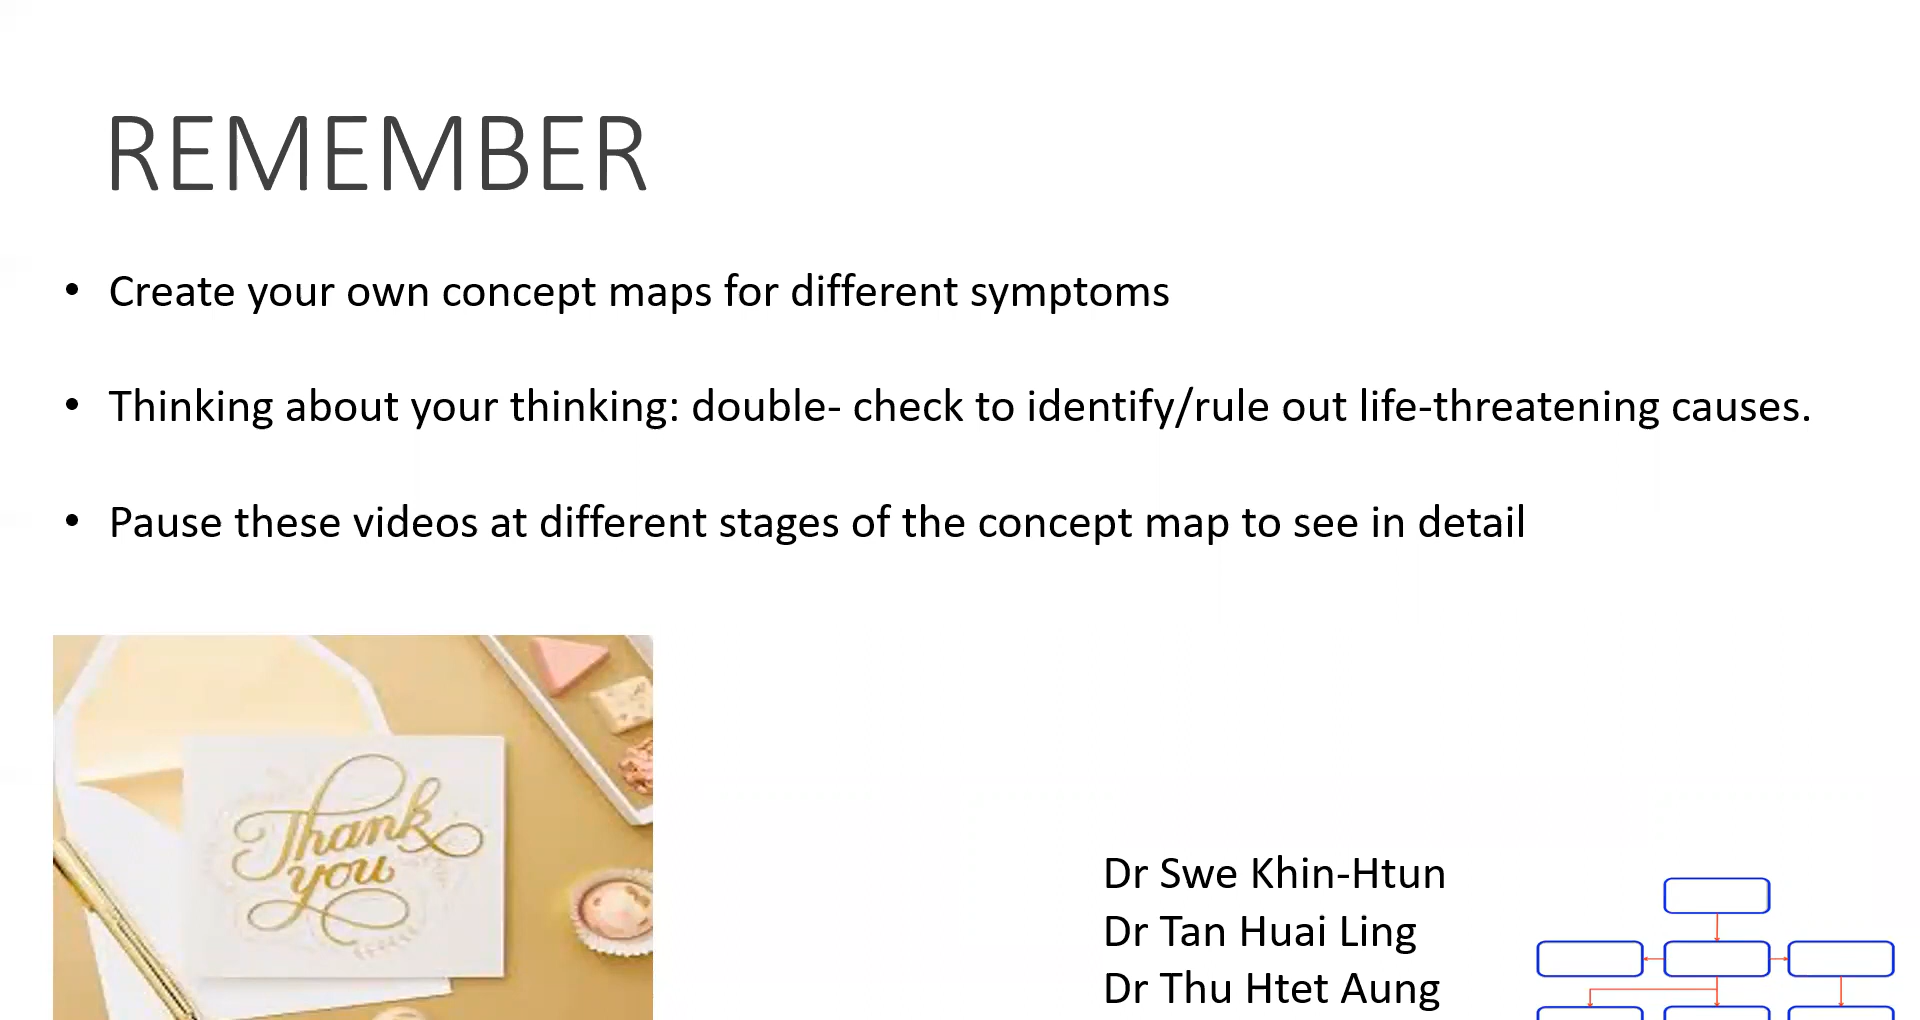 REMEMBER
• Create your own concept maps for different symptoms
• Thinking about your thinking: double- check to identify/rule out life-threatening causes.
• Pause these videos at different stages of the concept map to see in detail
Thank
you
Dr Swe Khin-Htun
Dr Tan Huai Ling
Dr Thu Htet Aung